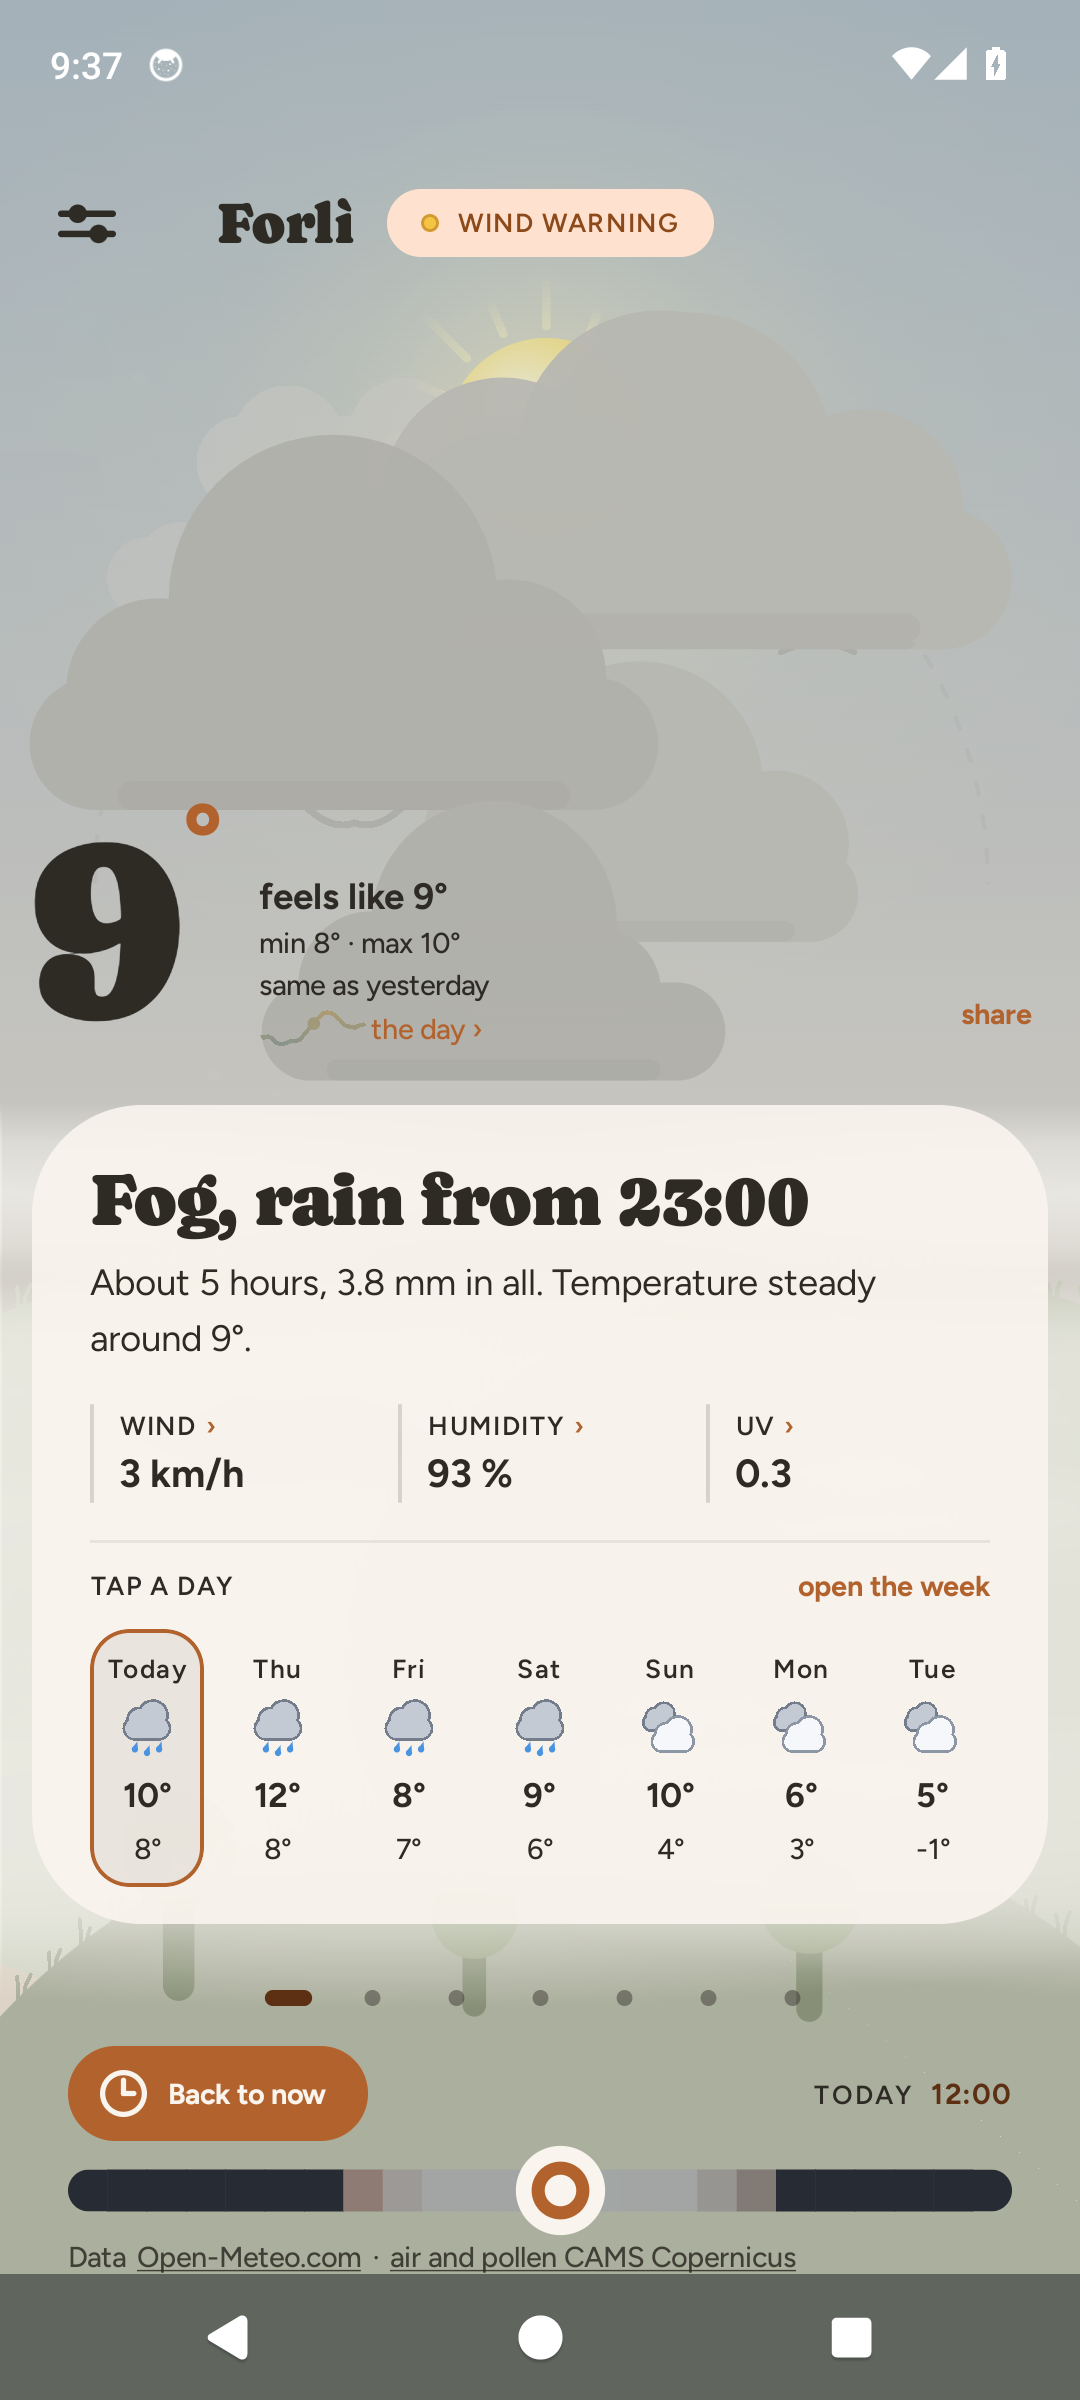 9:37
Forlì
WIND WARNING
9°
feels like 9°
min 8° · max 10°
same as yesterday
the day ›
share
Fog, rain from 23:00
About 5 hours, 3.8 mm in all. Temperature steady
around 9°.
WIND › HUMIDITY › UV ›
3 km/h 93 % 0.3
TAP A DAY open the week
Today Thu Fri Sat Sun Mon Tue
10° 12° 8° 9° 10° 6° 5°
8° 8° 7° 6° 4° 3° -1°
Back to now
TODAY 12:00
Data Open-Meteo.com · air and pollen CAMS Copernicus